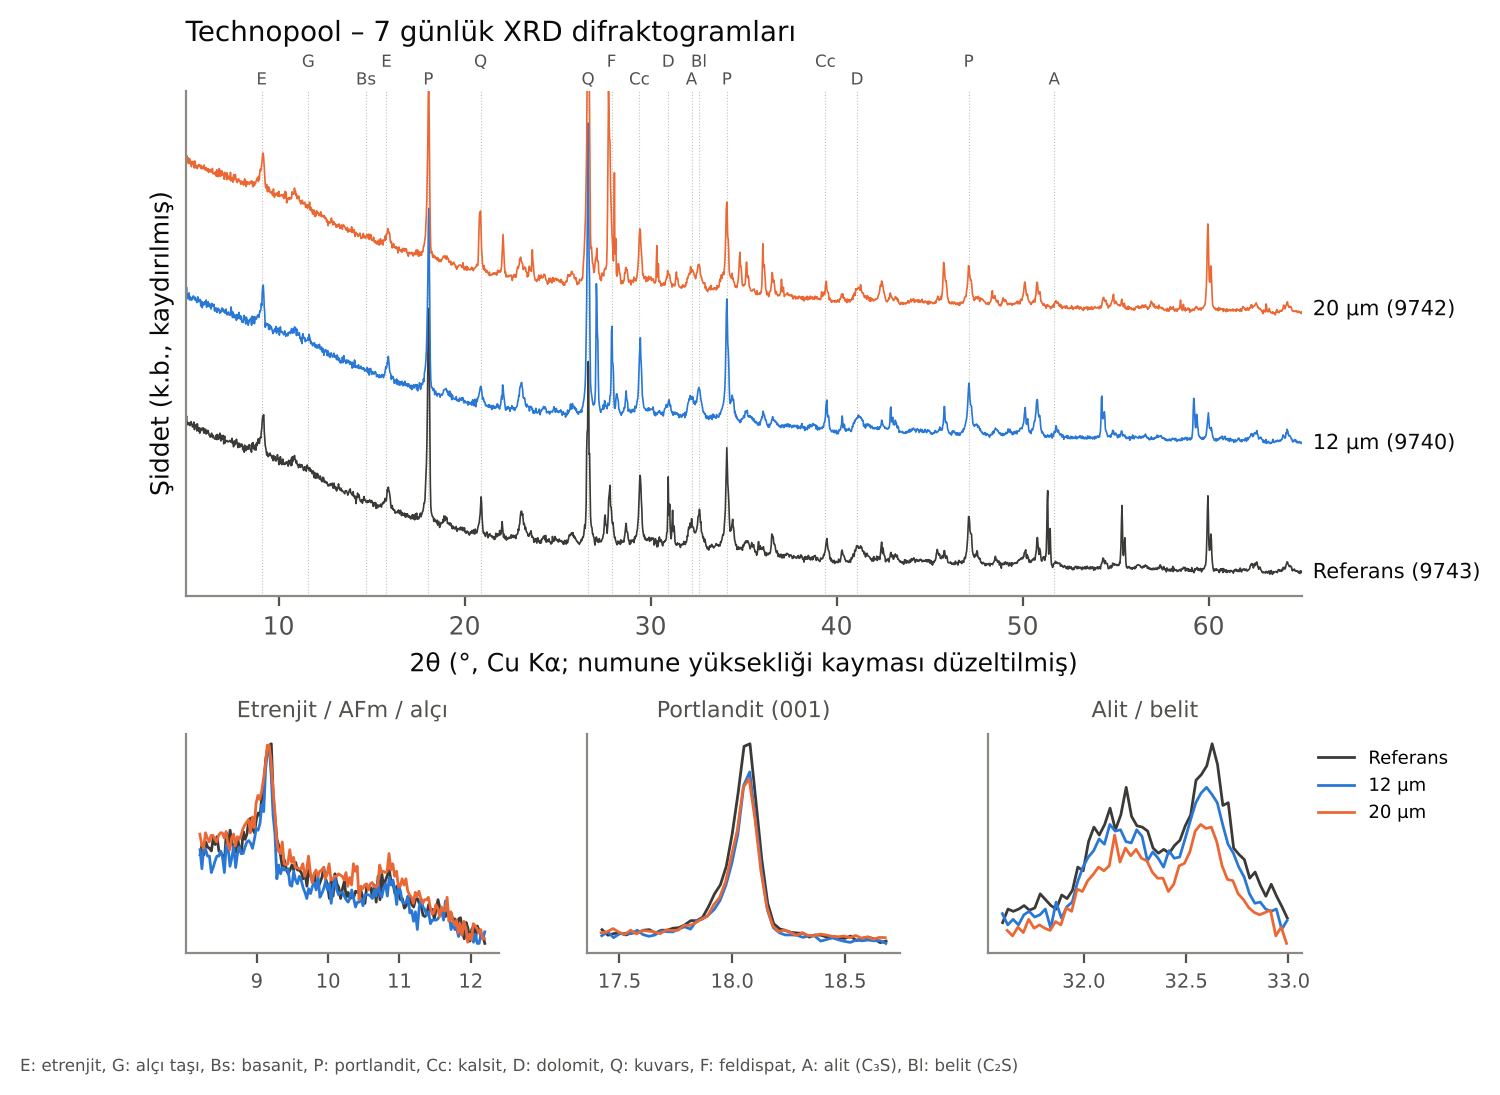 Technopool – 7 günlük XRD difraktogramları
G E Q F D Bl Cc P
E Bs P Q Cc A P D A
Şiddet (k.b., kaydırılmış)
20 µm (9742)
12 µm (9740)
Referans (9743)
10 20 30 40 50 60
2θ (°, Cu Kα; numune yüksekliği kayması düzeltilmiş)
Etrenjit / AFm / alçı
Portlandit (001)
Alit / belit
Referans
12 µm
20 µm
9 10 11 12
17.5 18.0 18.5
32.0 32.5 33.0
E: etrenjit, G: alçı taşı, Bs: basanit, P: portlandit, Cc: kalsit, D: dolomit, Q: kuvars, F: feldispat, A: alit (C₃S), Bl: belit (C₂S)